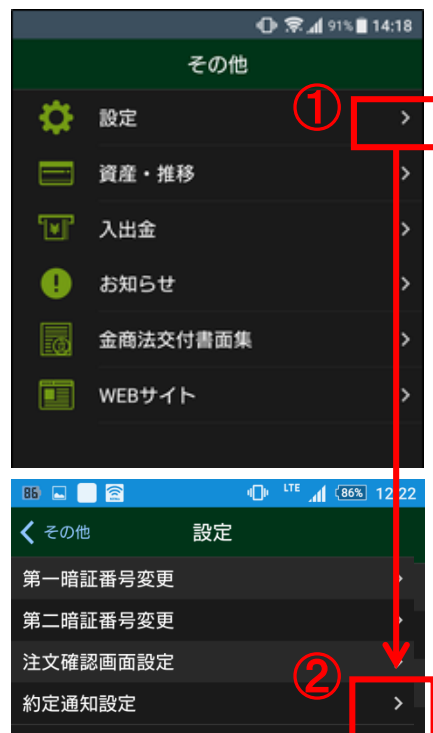 91% 14:18
その他
設定 ①
資産・推移
入出金
お知らせ
金商法交付書面集
WEBサイト
86 LTE 86% 12:22
その他 設定
第一暗証番号変更
第二暗証番号変更
注文確認画面設定
約定通知設定 ②